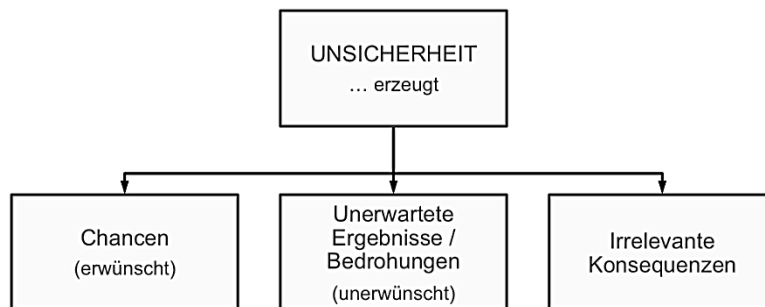 UNSICHERHEIT
… erzeugt
Chancen
(erwünscht)
Unerwartete
Ergebnisse /
Bedrohungen
(unerwünscht)
Irrelevante
Konsequenzen